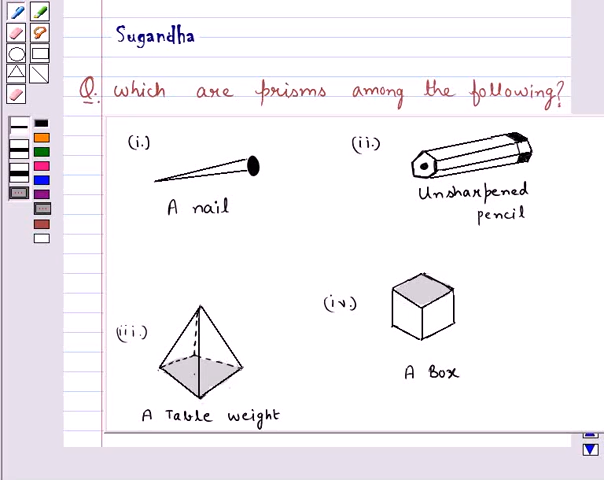 Sugandha
Q. which are prisms among the following?
(i.)
A nail
(ii.)
Unsharpened
pencil
(iii.)
A Table weight
(iv.)
A Box